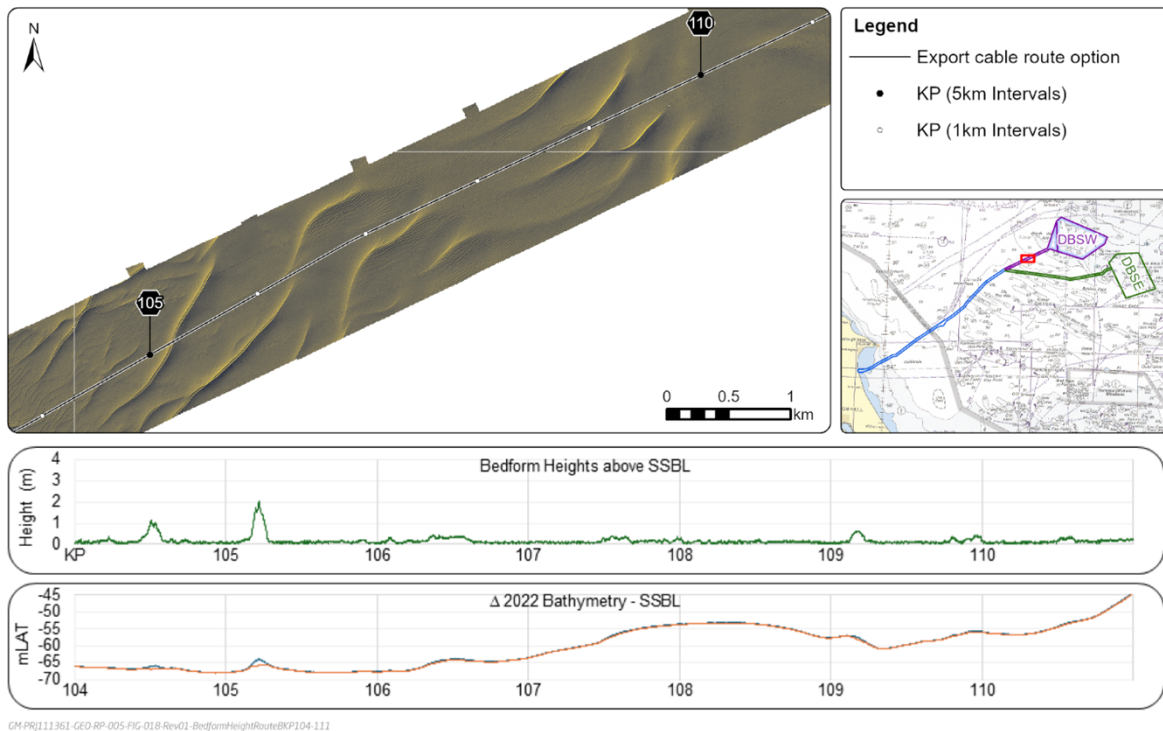 N
105
110
0 0.5 1
km
Legend
Export cable route option
KP (5km Intervals)
KP (1km Intervals)
DBSW
DBSE
Bedform Heights above SSBL
Height (m)
4
3
2
1
0
KP 105 106 107 108 109 110
Δ 2022 Bathymetry - SSBL
mLAT
-45
-50
-55
-60
-65
-70
104 105 106 107 108 109 110
GM-PRJ111361-GEO-RP-005-FIG-018-Rev01-BedformHeightRouteBKP104-111